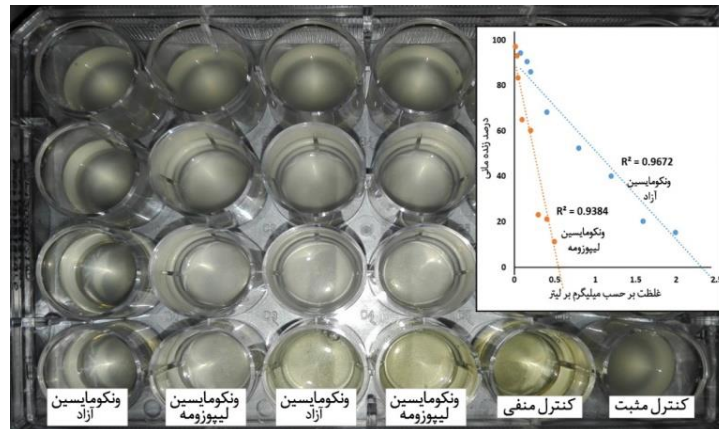 100
80
60
40
20
0
درصد زنده مانی
R² = 0.9672
ونکومایسین
آزاد
R² = 0.9384
ونکومایسین
لیپوزومه
0 0.5 1 1.5 2 2.5
غلظت بر حسب میلیگرم بر لیتر
ونکومایسین
آزاد
ونکومایسین
لیپوزومه
ونکومایسین
آزاد
ونکومایسین
لیپوزومه
کنترل منفی
کنترل مثبت